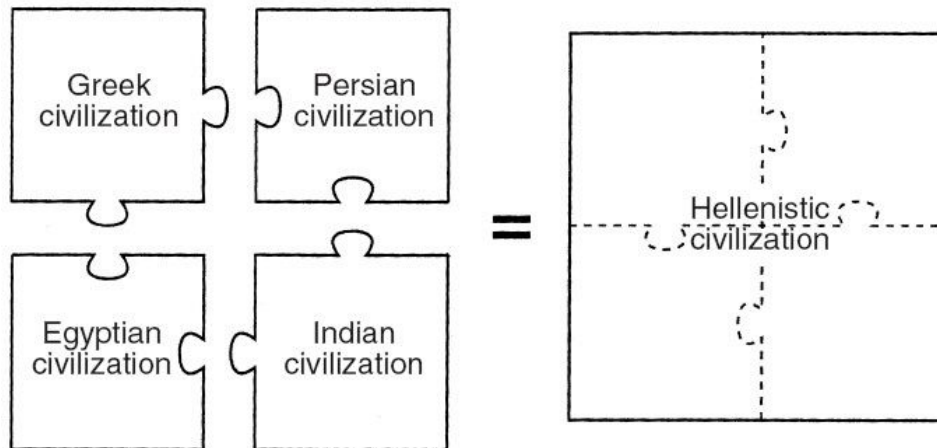 Greek
civilization
Persian
civilization
Egyptian
civilization
Indian
civilization
=
Hellenistic
civilization